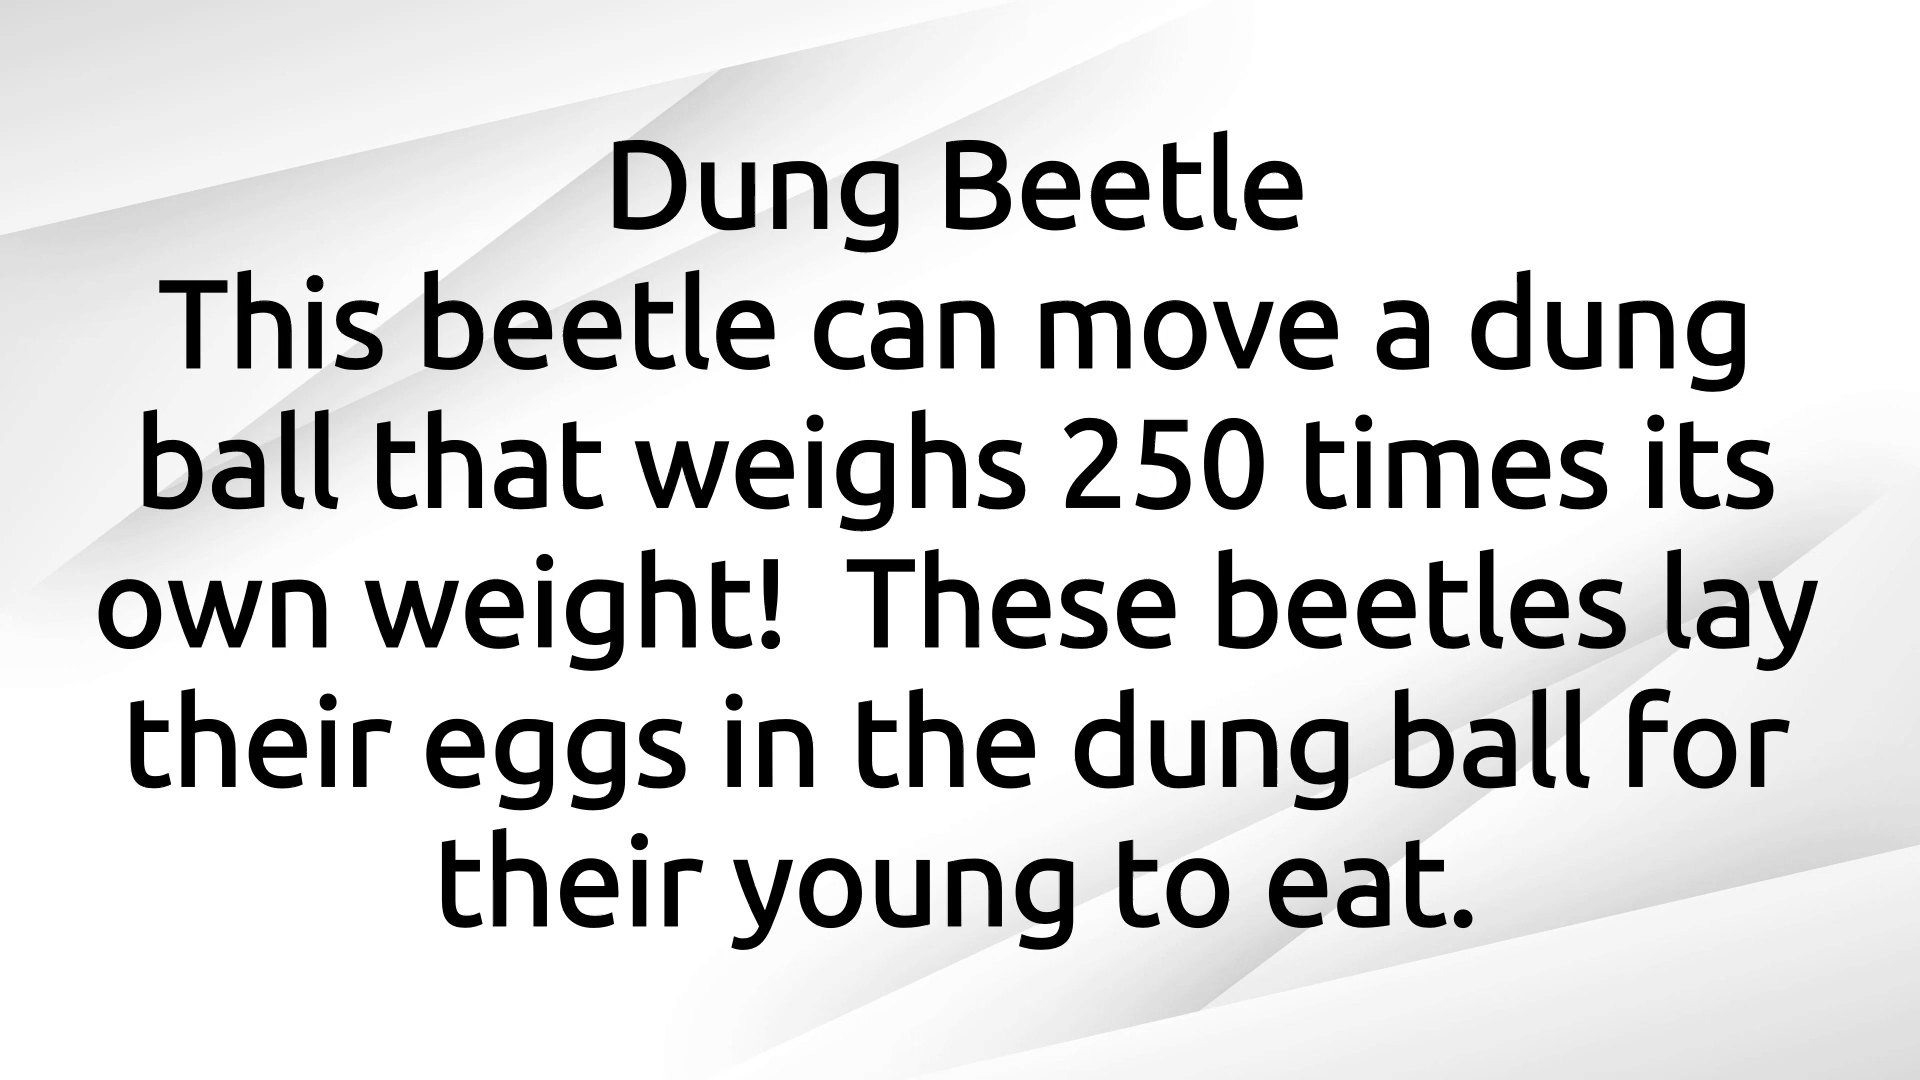 Dung Beetle
This beetle can move a dung
ball that weighs 250 times its
own weight!  These beetles lay
their eggs in the dung ball for
their young to eat.